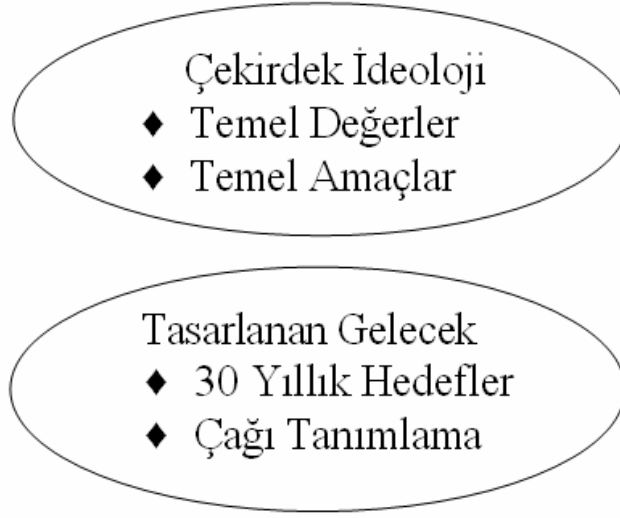 Çekirdek İdeoloji
♦ Temel Değerler
♦ Temel Amaçlar
Tasarlanan Gelecek
♦ 30 Yıllık Hedefler
♦ Çağı Tanımlama